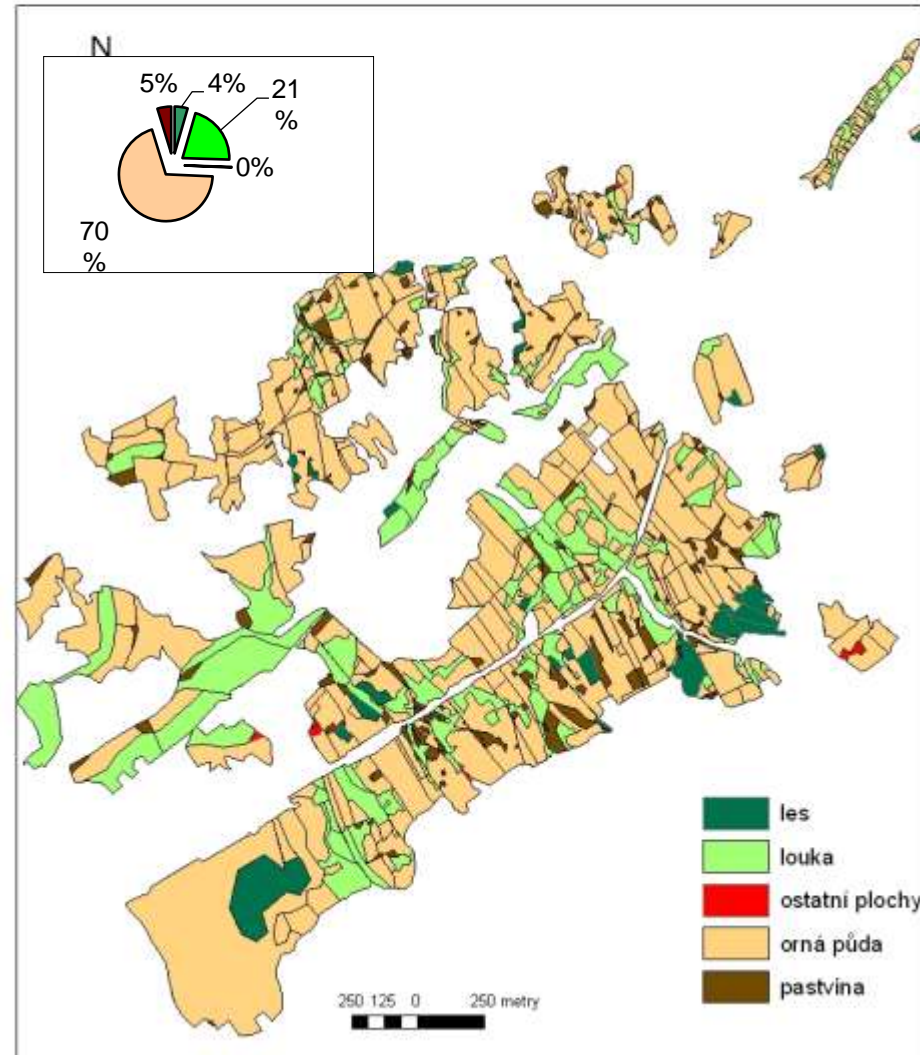 N
5%
4%
21
%
0%
70
%
les
louka
ostatní plochy
orná půda
pastvina
250 125 0 250 metry